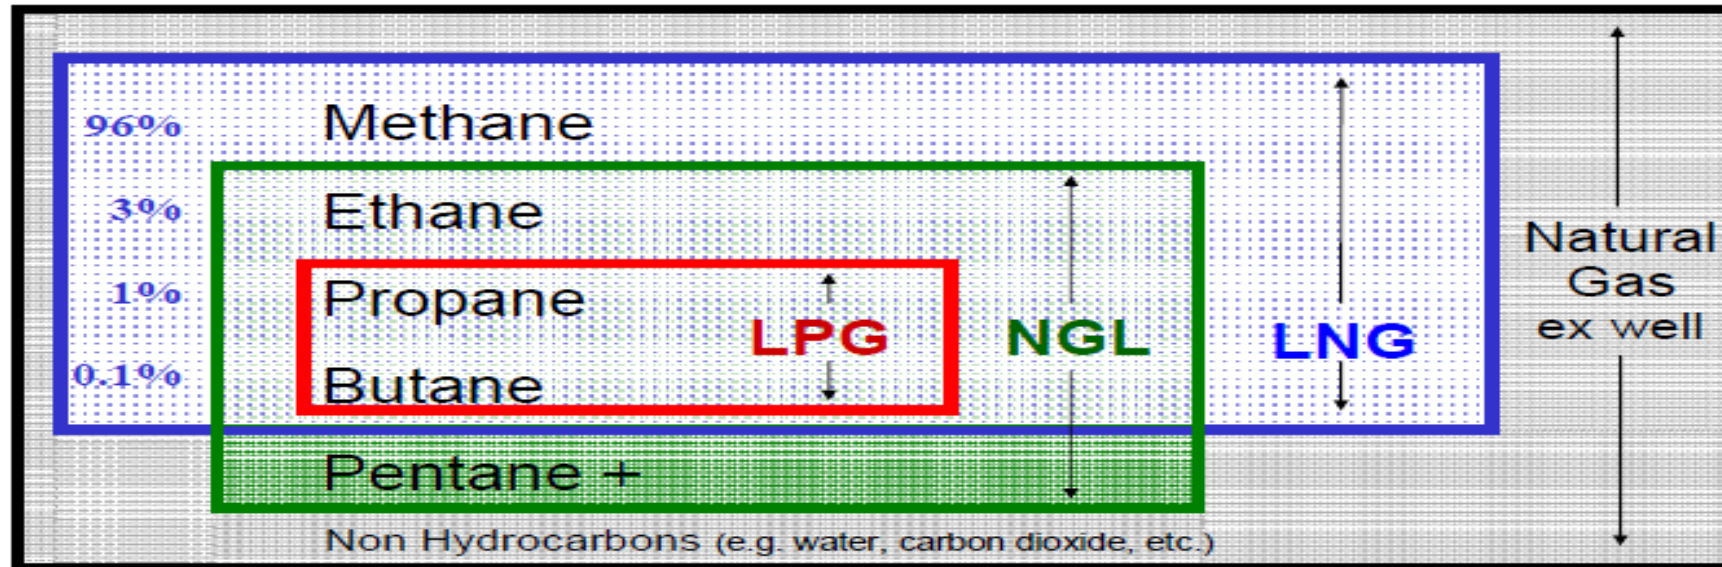 96% Methane
3% Ethane
1% Propane
0.1% Butane
LPG NGL LNG
Natural
Gas
ex well
Pentane +
Non Hydrocarbons (e.g. water, carbon dioxide, etc.)